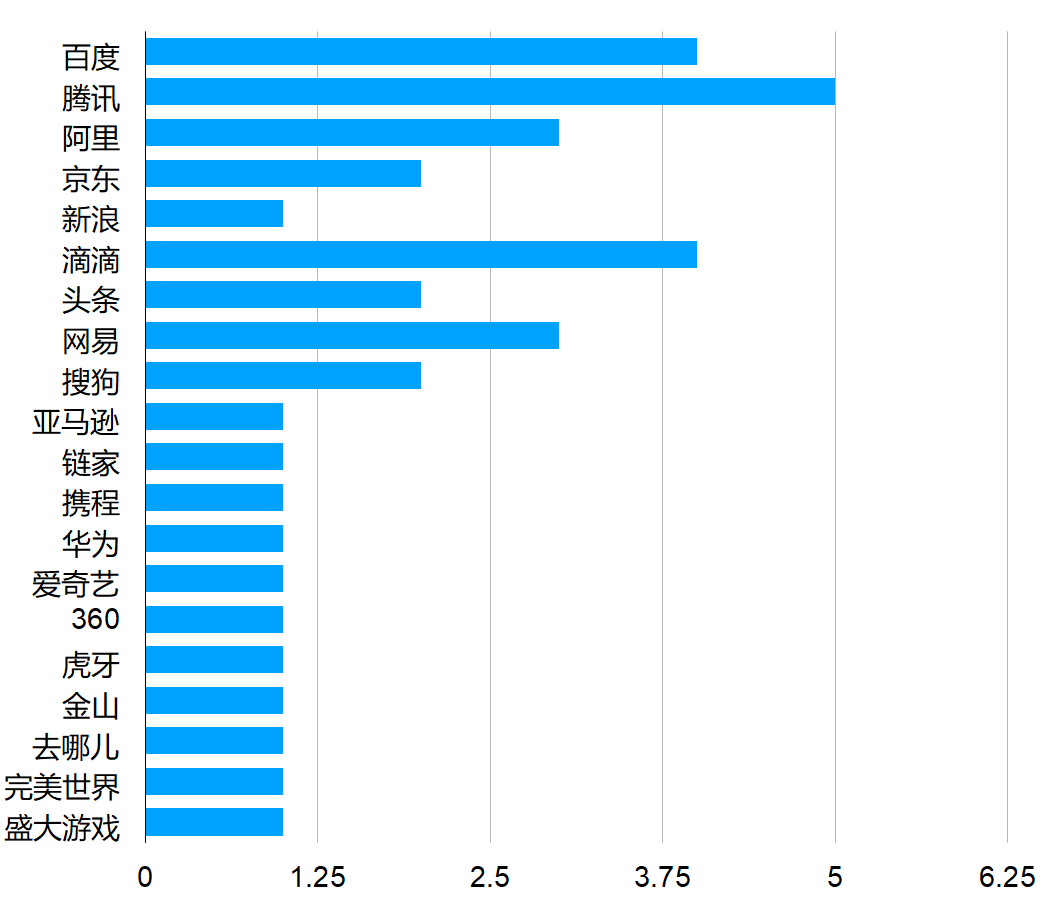 百度
腾讯
阿里
京东
新浪
滴滴
头条
网易
搜狗
亚马逊
链家
携程
华为
爱奇艺
360
虎牙
金山
去哪儿
完美世界
盛大游戏
0 1.25 2.5 3.75 5 6.25